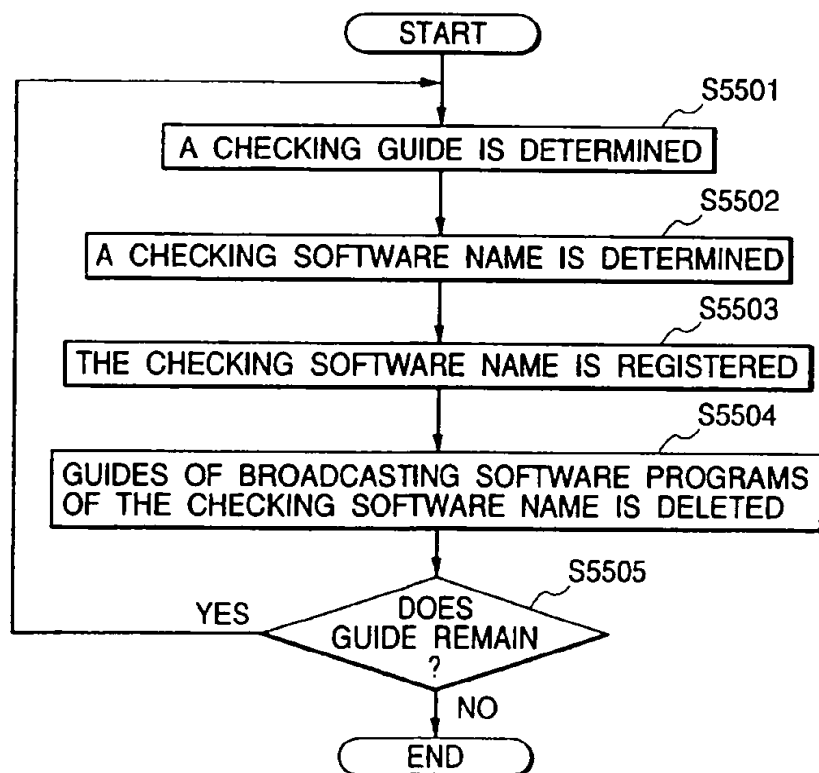 START
S5501
A CHECKING GUIDE IS DETERMINED
S5502
A CHECKING SOFTWARE NAME IS DETERMINED
S5503
THE CHECKING SOFTWARE NAME IS REGISTERED
S5504
GUIDES OF BROADCASTING SOFTWARE PROGRAMS
OF THE CHECKING SOFTWARE NAME IS DELETED
S5505
DOES
GUIDE REMAIN
?
YES
NO
END